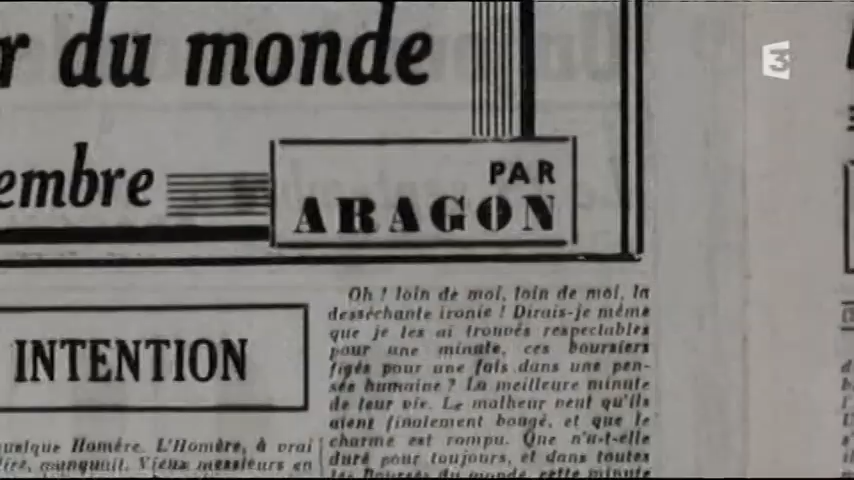 r du monde
3
embre
PAR
ARAGON
INTENTION
Oh ! loin de moi, loin de moi, la
desséchante ironie ! Dirais-je même
que je les ai trouvés respectables
pour une minute, ces boursiers
figés pour une fois dans une pen-
sée humaine ? La meilleure minute
de leur vie. Le malheur veut qu'ils
aient finalement bougé, et que le
charme est rompu. Que n'a-t-elle
duré pour toujours, et dans toutes
les Bourses du monde, cette minute
quelque Homère. L'Homère, à vrai
dire, manquait. Vieux messieurs en